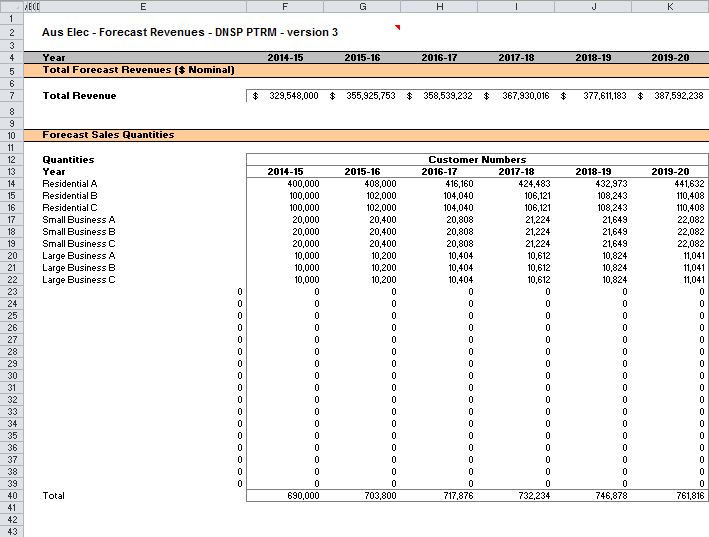 E F G H I J K
1
2 Aus Elec - Forecast Revenues - DNSP PTRM - version 3
3
4 Year 2014-15 2015-16 2016-17 2017-18 2018-19 2019-20
5 Total Forecast Revenues ($ Nominal)
6
7 Total Revenue $ 329,548,000 $ 355,925,753 $ 358,539,232 $ 367,930,016 $ 377,611,183 $ 387,592,238
8
9
10 Forecast Sales Quantities
11
12 Quantities Customer Numbers
13 Year 2014-15 2015-16 2016-17 2017-18 2018-19 2019-20
14 Residential A 400,000 408,000 416,160 424,483 432,973 441,632
15 Residential B 100,000 102,000 104,040 106,121 108,243 110,408
16 Residential C 100,000 102,000 104,040 106,121 108,243 110,408
17 Small Business A 20,000 20,400 20,808 21,224 21,649 22,082
18 Small Business B 20,000 20,400 20,808 21,224 21,649 22,082
19 Small Business C 20,000 20,400 20,808 21,224 21,649 22,082
20 Large Business A 10,000 10,200 10,404 10,612 10,824 11,041
21 Large Business B 10,000 10,200 10,404 10,612 10,824 11,041
22 Large Business C 10,000 10,200 10,404 10,612 10,824 11,041
23 0 0 0 0 0 0 0
24 0 0 0 0 0 0 0
25 0 0 0 0 0 0 0
26 0 0 0 0 0 0 0
27 0 0 0 0 0 0 0
28 0 0 0 0 0 0 0
29 0 0 0 0 0 0 0
30 0 0 0 0 0 0 0
31 0 0 0 0 0 0 0
32 0 0 0 0 0 0 0
33 0 0 0 0 0 0 0
34 0 0 0 0 0 0 0
35 0 0 0 0 0 0 0
36 0 0 0 0 0 0 0
37 0 0 0 0 0 0 0
38 0 0 0 0 0 0 0
39 0 0 0 0 0 0 0
40 Total 690,000 703,800 717,876 732,234 746,878 761,816
41
42
43